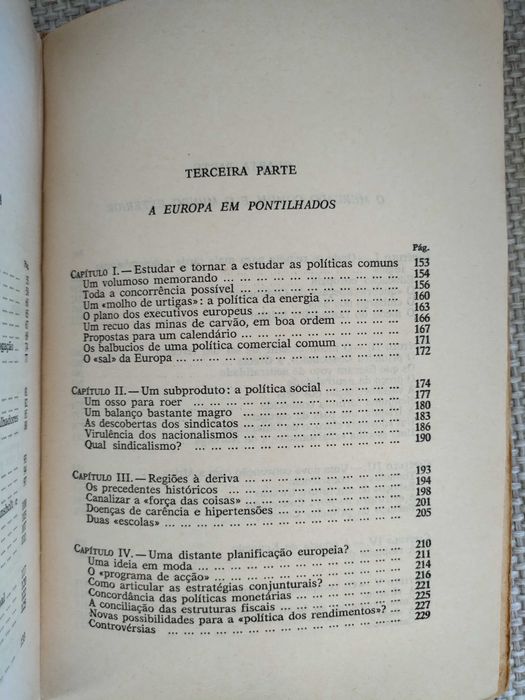 TERCEIRA PARTE
A EUROPA EM PONTILHADOS
Pág.
CAPÍTULO I. — Estudar e tornar a estudar as políticas comuns 153
Um volumoso memorando ... 154
Toda a concorrência possível ... 156
Um «molho de urtigas»: a política da energia ... 160
O plano dos executivos europeus ... 163
Um recuo das minas de carvão, em boa ordem ... 166
Propostas para um calendário ... 167
Os balbucios de uma política comercial comum ... 171
O «sal» da Europa ... 172
CAPÍTULO II. — Um subproduto: a política social ... 174
Um osso para roer ... 177
Um balanço bastante magro ... 180
As descobertas dos sindicatos ... 183
Virulência dos nacionalismos ... 186
Qual sindicalismo? ... 190
CAPÍTULO III. — Regiões à deriva ... 193
Os precedentes históricos ... 194
Canalizar a «força das coisas» ... 198
Doenças de carência e hipertensões ... 201
Duas «escolas» ... 205
CAPÍTULO IV. — Uma distante planificação europeia? ... 210
Uma ideia em moda ... 211
O «programa de acção» ... 214
Como articular as estratégias conjunturais? ... 216
Concordância das políticas monetárias ... 221
A conciliação das estruturas fiscais ... 225
Novas possibilidades para a «política dos rendimentos»? ... 227
Controvérsias ... 229